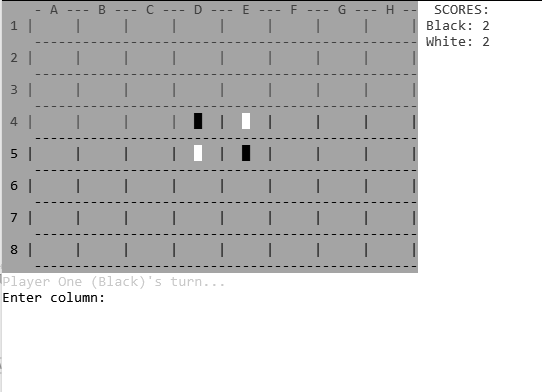 - A --- B --- C --- D --- E --- F --- G --- H -- SCORES:
1 | | | | | | | | | Black: 2
White: 2
2 | | | | | | | | |
3 | | | | | | | | |
4 | | | | | | | | |
5 | | | | | | | | |
6 | | | | | | | | |
7 | | | | | | | | |
8 | | | | | | | | |
Player One (Black)'s turn...
Enter column: